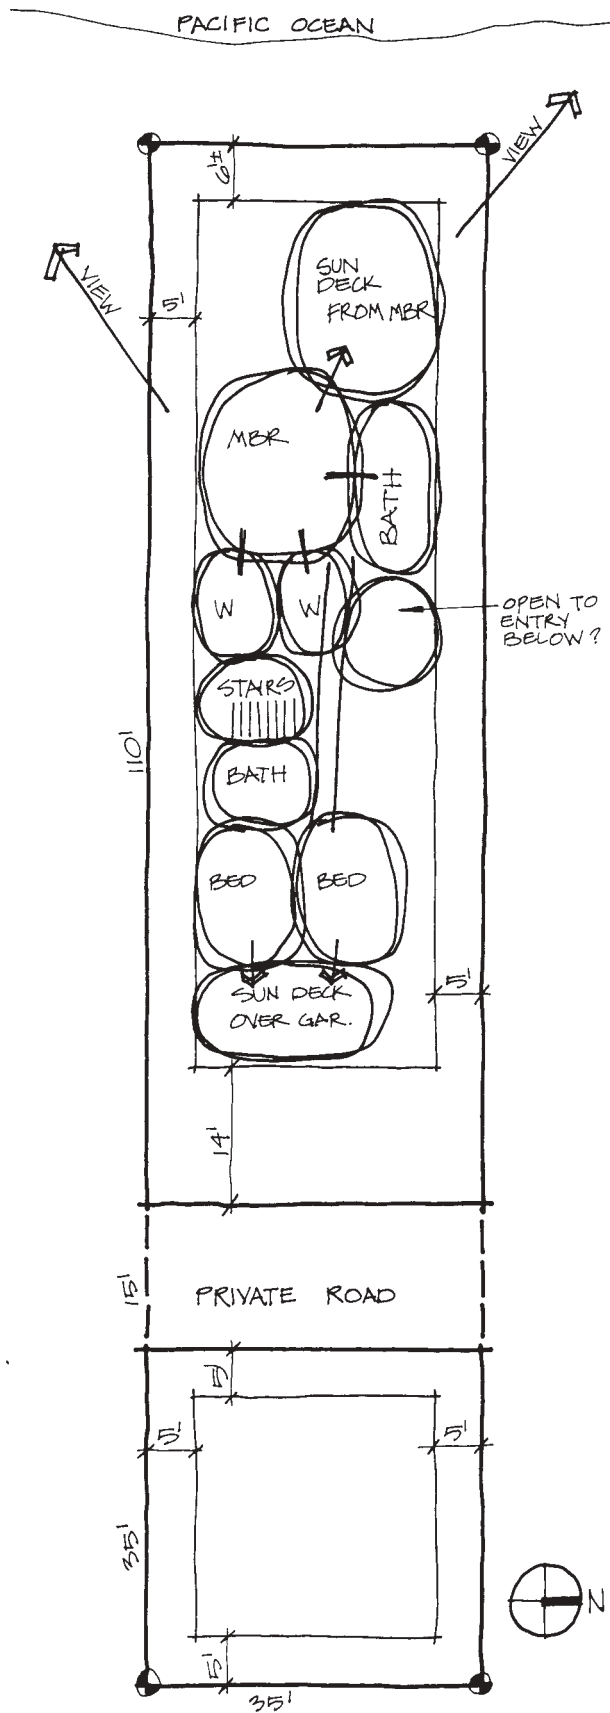 PACIFIC OCEAN
VIEW
6'±
SUN
DECK
FROM MBR
VIEW
5'
MBR
BATH
W
W
OPEN TO
ENTRY
BELOW?
STAIRS
110'
BATH
BED
BED
5'
SUN DECK
OVER GAR.
14'
15'
PRIVATE ROAD
5'
5'
5'
35'
N
5'
35'